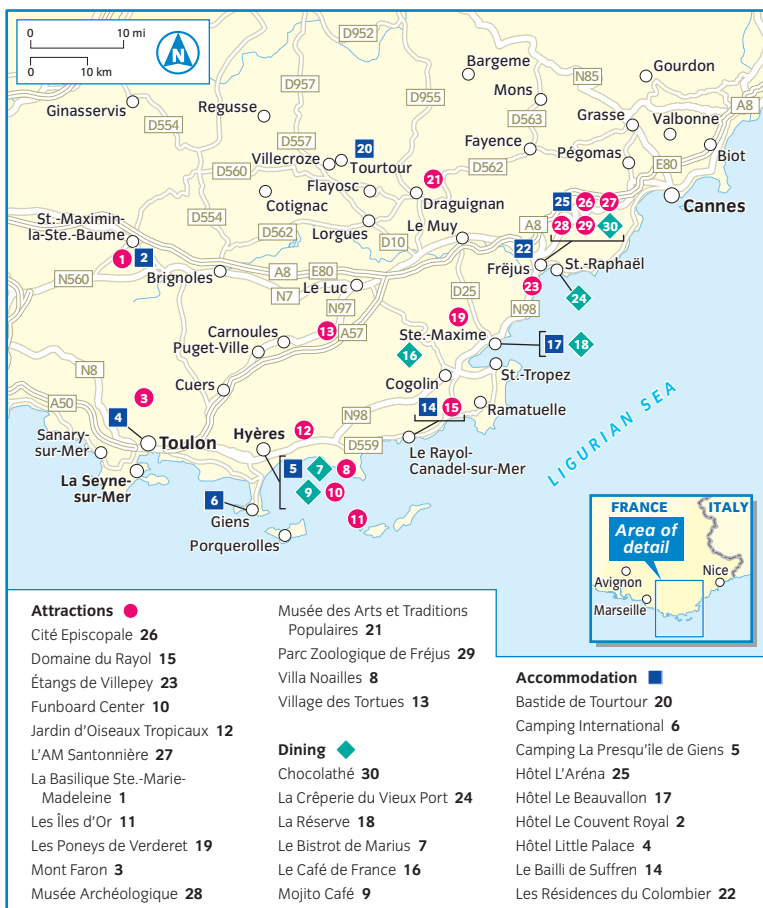 0 10 mi
0 10 km
N
D952
Bargeme
Gourdon
N85
D957
Mons
D955
A8
Ginasservis
Regusse
Grasse
Valbonne
D554
D563
D557
20
Fayence
Biot
Villecroze
Tourtour
Pégomas
E80
D560
21
D562
Flayosc
Draguignan
25 26 27
Cannes
Cotignac
D554
St.-Maximin-
la-Ste.-Baume
Lorgues
Le Muy
A8
28 29 30
D562
D10
22
1 2
Fréjus
St.-Raphaël
N560
Brignoles
A8
E80
Le Luc
23
24
N7
D25
N97
N98
Carnoules
13
19
A57
Ste.-Maxime
Puget-Ville
16
17 18
N8
Cogolin
St.-Tropez
Cuers
3
A50
4
14 15
Ramatuelle
N98
Sanary-
sur-Mer
Toulon
Hyères
12
D559
Le Rayol-
Canadel-sur-Mer
LIGURIAN SEA
La Seyne-
sur-Mer
5 7 8
9 10
6
Giens
11
Porquerolles
FRANCE
ITALY
Area of
detail
Avignon
Nice
Marseille
Attractions
Cité Episcopale 26
Domaine du Rayol 15
Étangs de Villepey 23
Funboard Center 10
Jardin d'Oiseaux Tropicaux 12
L'AM Santonnière 27
La Basilique Ste.-Marie-
Madeleine 1
Les Îles d'Or 11
Les Poneys de Verderet 19
Mont Faron 3
Musée Archéologique 28
Musée des Arts et Traditions
Populaires 21
Parc Zoologique de Fréjus 29
Villa Noailles 8
Village des Tortues 13
Dining
Chocolathé 30
La Crêperie du Vieux Port 24
La Réserve 18
Le Bistrot de Marius 7
Le Café de France 16
Mojito Café 9
Accommodation
Bastide de Tourtour 20
Camping International 6
Camping La Presqu'île de Giens 5
Hôtel L'Aréna 25
Hôtel Le Beauvallon 17
Hôtel Le Couvent Royal 2
Hôtel Little Palace 4
Le Bailli de Suffren 14
Les Résidences du Colombier 22